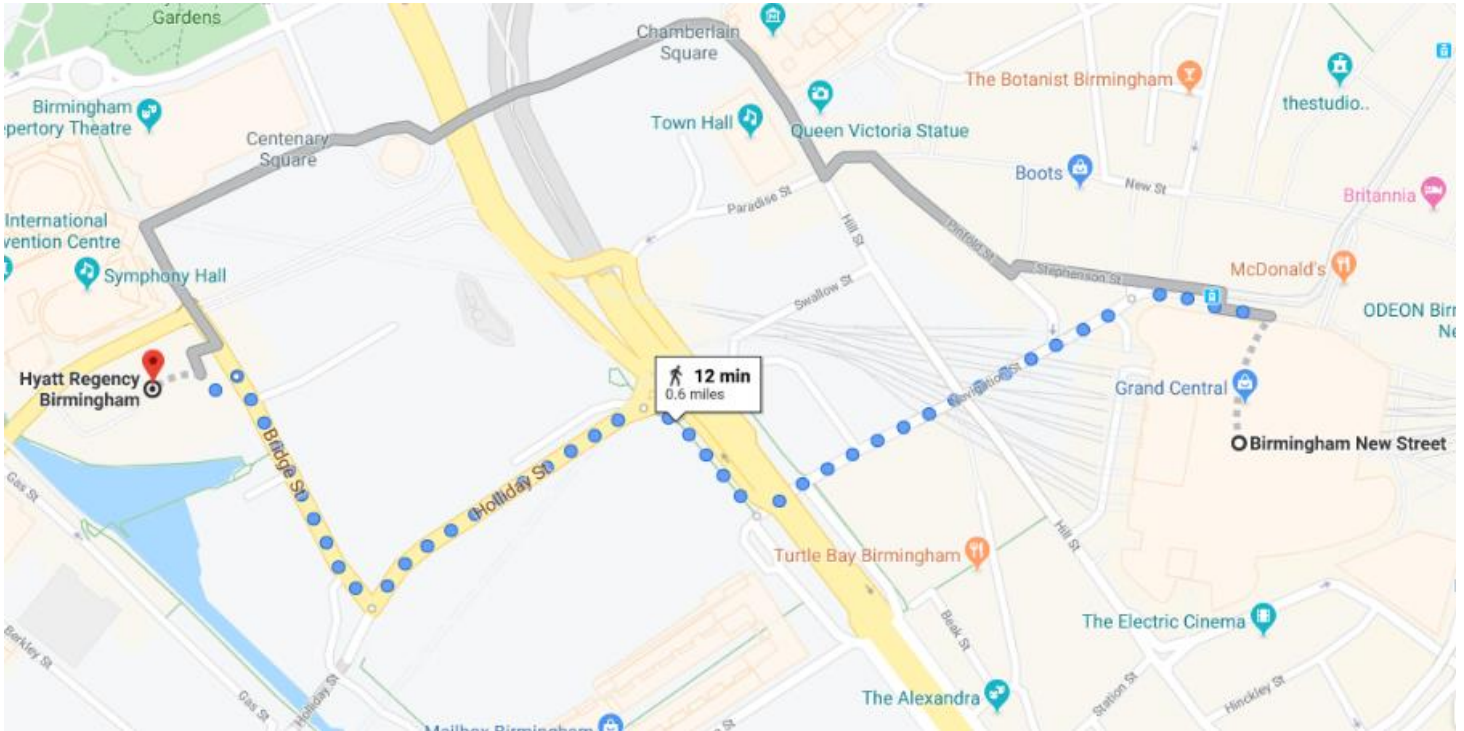 Gardens
Chamberlain
Square
The Botanist Birmingham
thestudio..
Birmingham
epertory Theatre
Town Hall
Queen Victoria Statue
Centenary
Square
Boots
New St
Britannia
Paradise St
International
vention Centre
Hill St
Pinfold St
Symphony Hall
Stephenson St
McDonald's
Swallow St
ODEON Birr
Ne
Hyatt Regency
Birmingham
12 min
0.6 miles
Navigation St
Grand Central
Birmingham New Street
Bridge St
Holliday St
Gas St
Hill St
Turtle Bay Birmingham
Beak St
The Electric Cinema
Berkley St
Gas St
Holliday St
The Alexandra
Station St
Hinckley St
Mailbox Birmingham